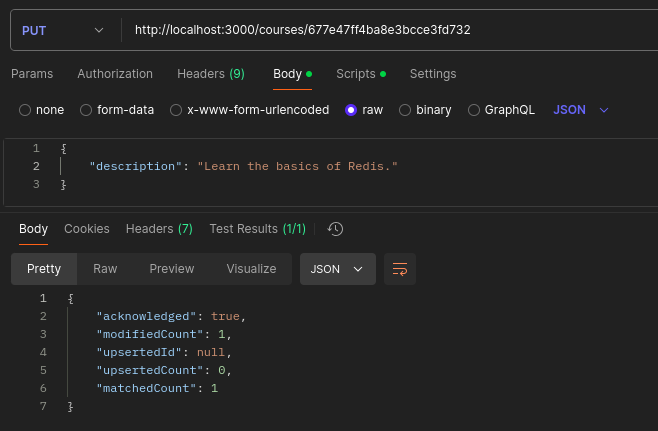 PUT http://localhost:3000/courses/677e47ff4ba8e3bcce3fd732
Params Authorization Headers (9) Body Scripts Settings
none form-data x-www-form-urlencoded raw binary GraphQL JSON
1 {
2 "description": "Learn the basics of Redis."
3 }
Body Cookies Headers (7) Test Results (1/1)
Pretty Raw Preview Visualize JSON
1 {
2 "acknowledged": true,
3 "modifiedCount": 1,
4 "upsertedId": null,
5 "upsertedCount": 0,
6 "matchedCount": 1
7 }